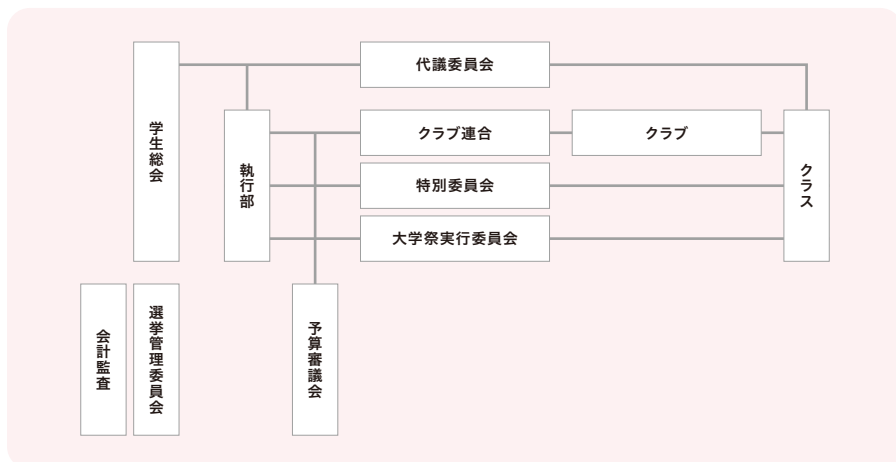 学生総会
執行部
代議委員会
クラブ連合
クラブ
特別委員会
大学祭実行委員会
クラス
会計監査
選挙管理委員会
予算審議会